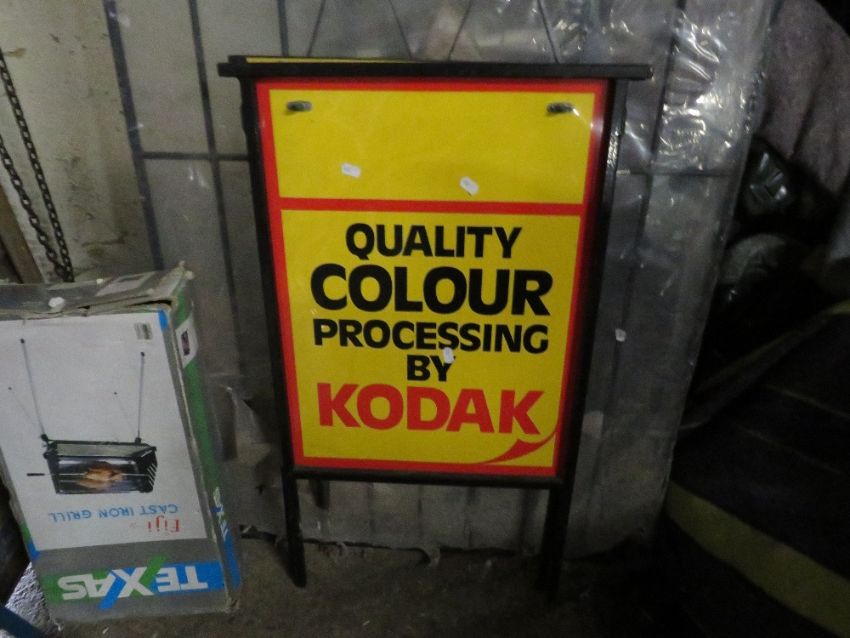 QUALITY
COLOUR
PROCESSING
BY
KODAK
Fiji
CAST IRON GRILL
TEXAS